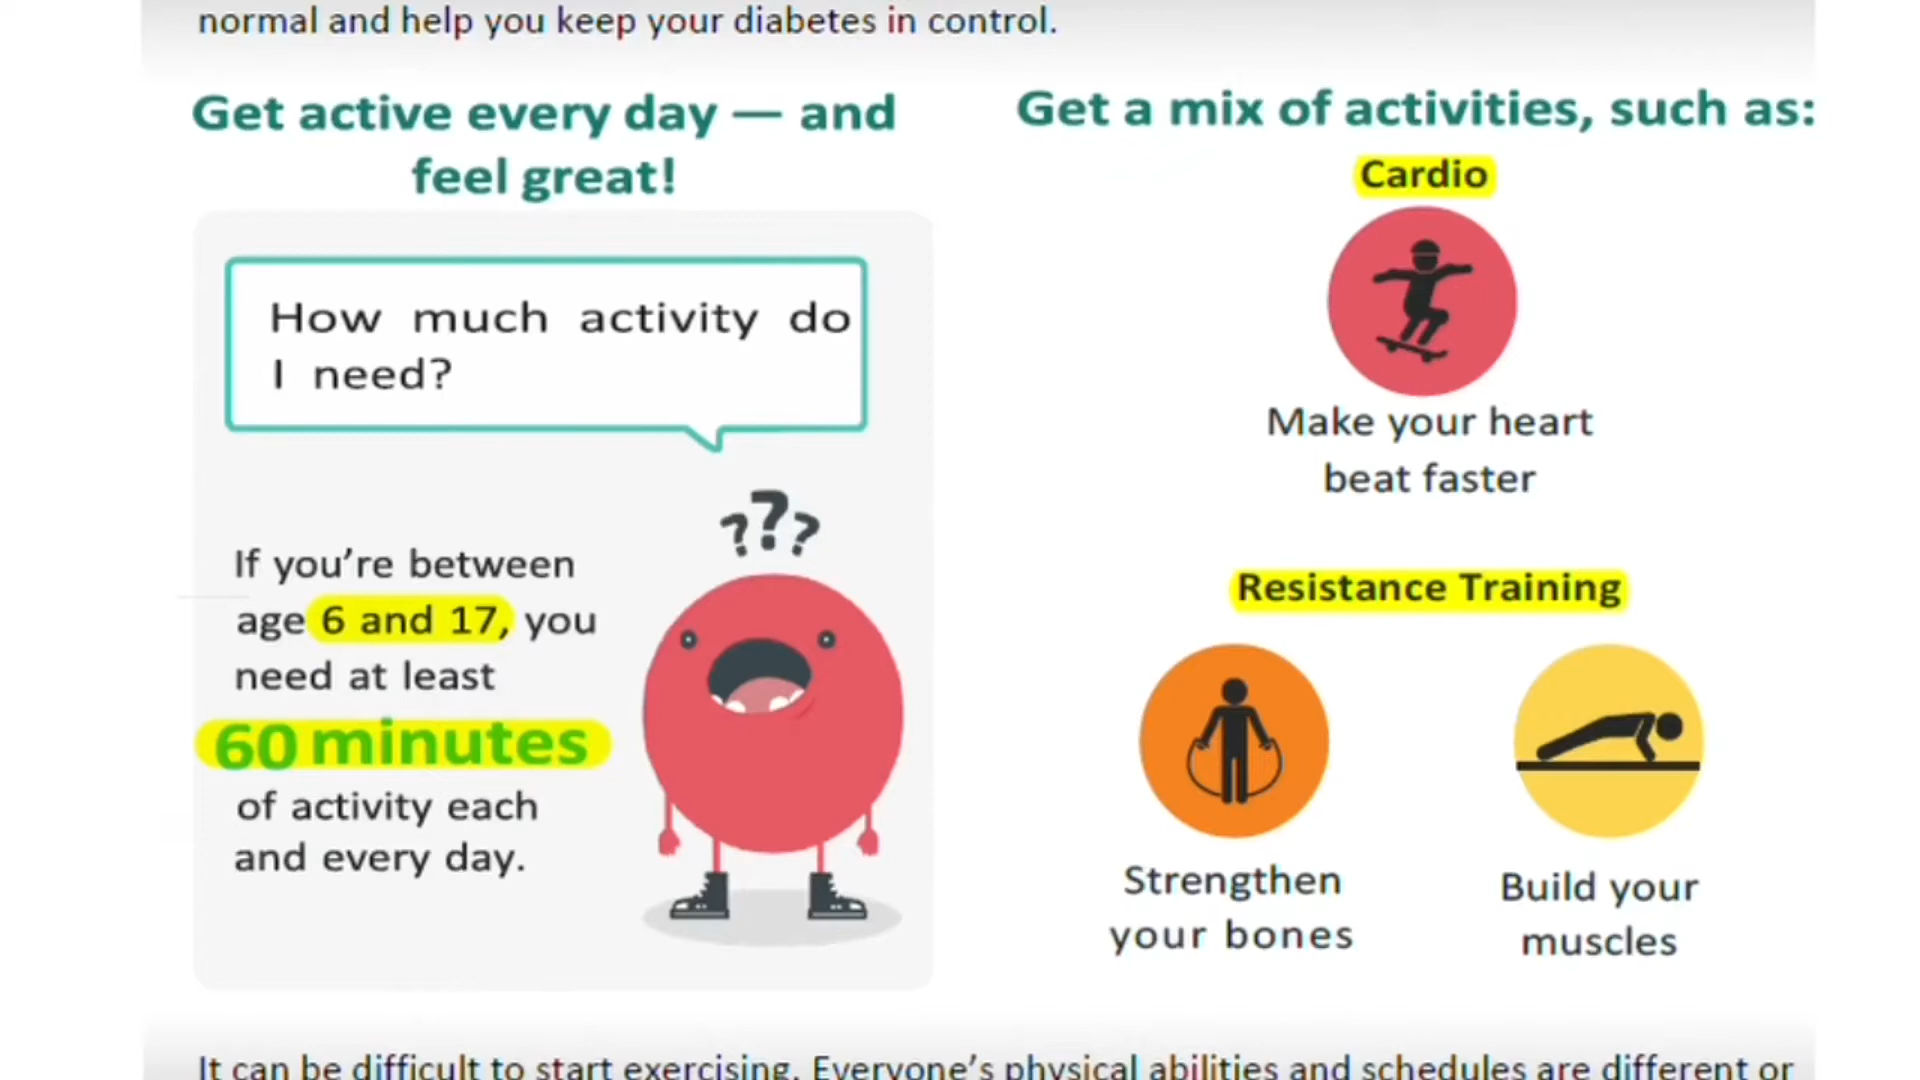 normal and help you keep your diabetes in control.
Get active every day — and
feel great!
How much activity do
I need?
???
If you’re between
age 6 and 17, you
need at least
60 minutes
of activity each
and every day.
Get a mix of activities, such as:
Cardio
Make your heart
beat faster
Resistance Training
Strengthen
your bones
Build your
muscles
It can be difficult to start exercising. Everyone’s physical abilities and schedules are different or